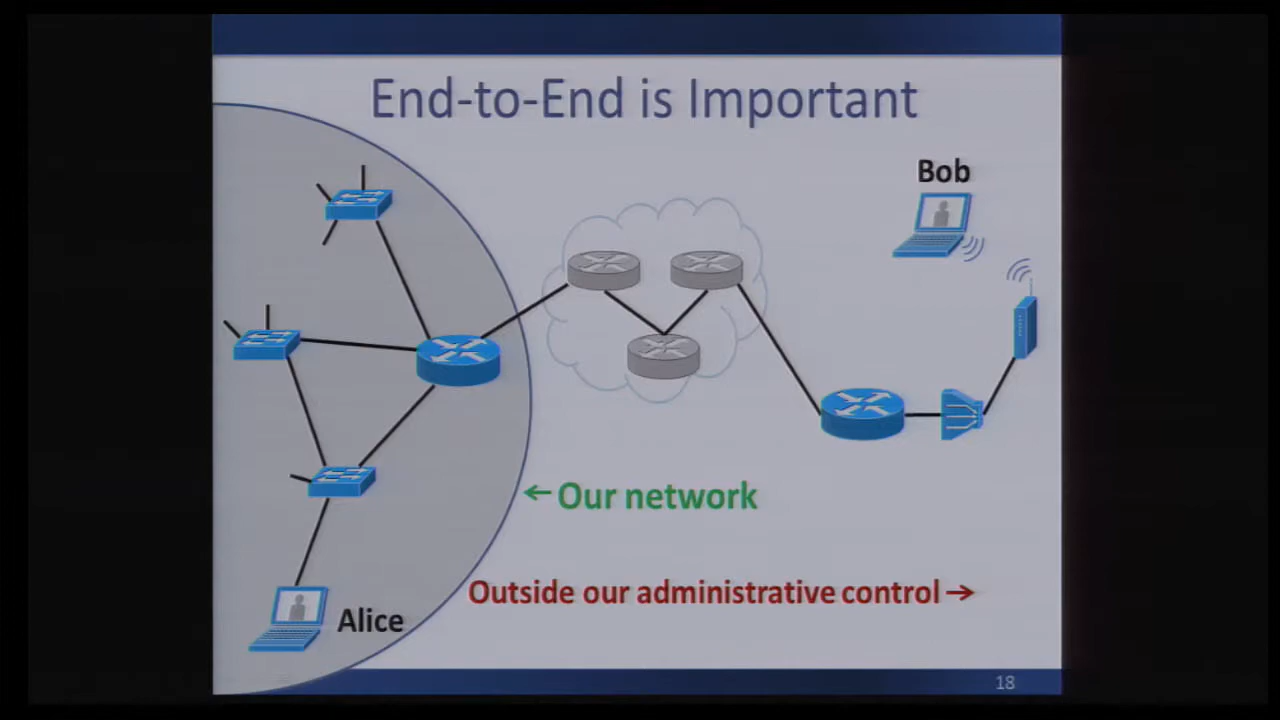 End-to-End is Important
Bob
← Our network
Outside our administrative control →
Alice
18